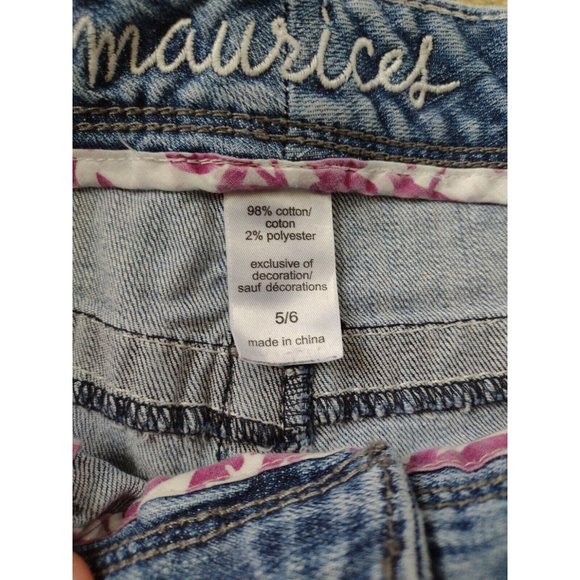 maurices
98% cotton/
coton
2% polyester
exclusive of
decoration/
sauf décorations
5/6
made in china